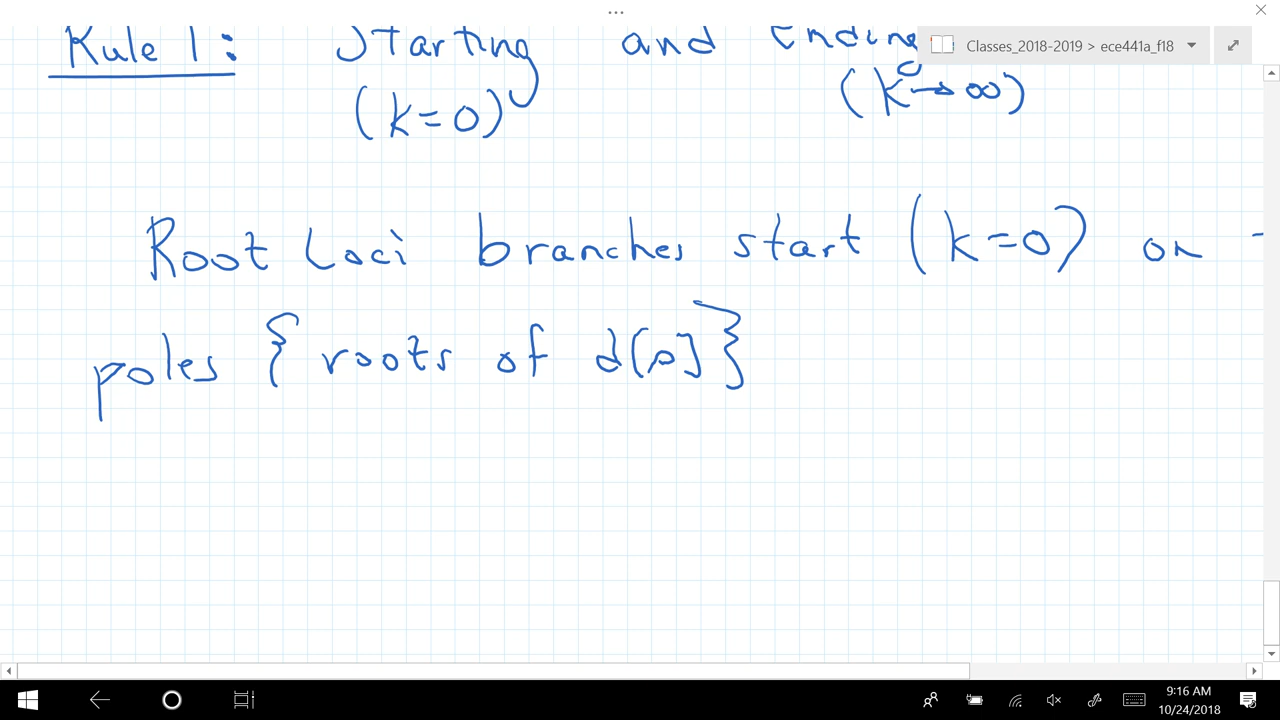 Classes_2018-2019 > ece441a_f18
Rule 1: Starting and Ending
(k=0) (k→∞)
Root Loci branches start (k=0) on
poles {roots of d[s]}
9:16 AM
10/24/2018